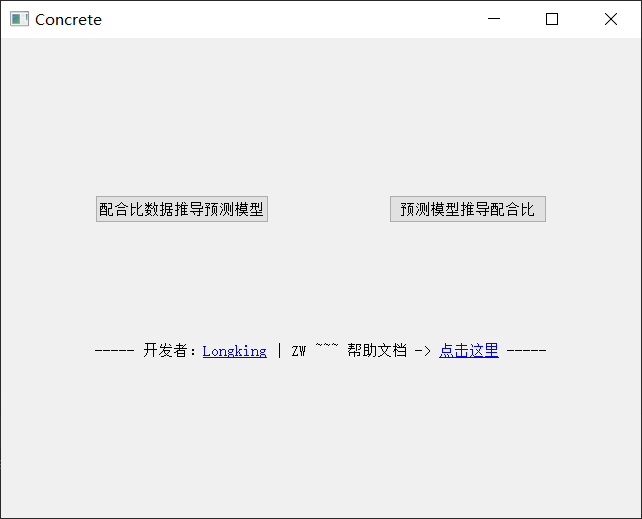 Concrete
配合比数据推导预测模型
预测模型推导配合比
----- 开发者：Longking | ZW ~~~ 帮助文档 -> 点击这里 -----